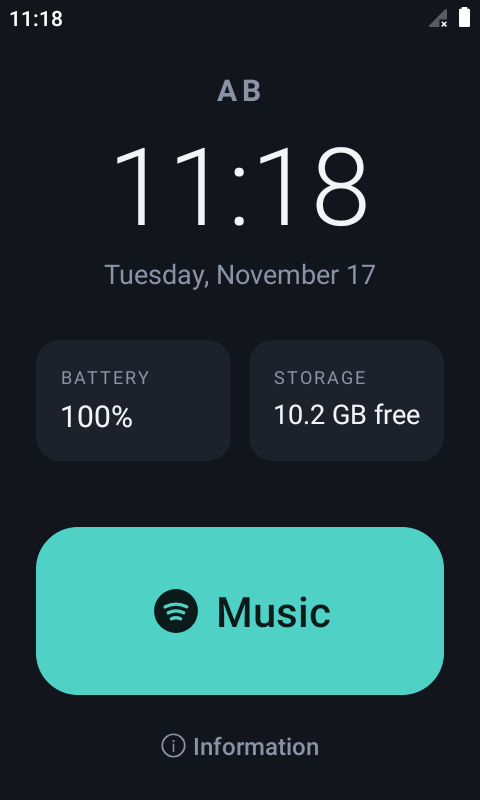 11:18
AB
11:18
Tuesday, November 17
BATTERY
100%
STORAGE
10.2 GB free
Music
Information